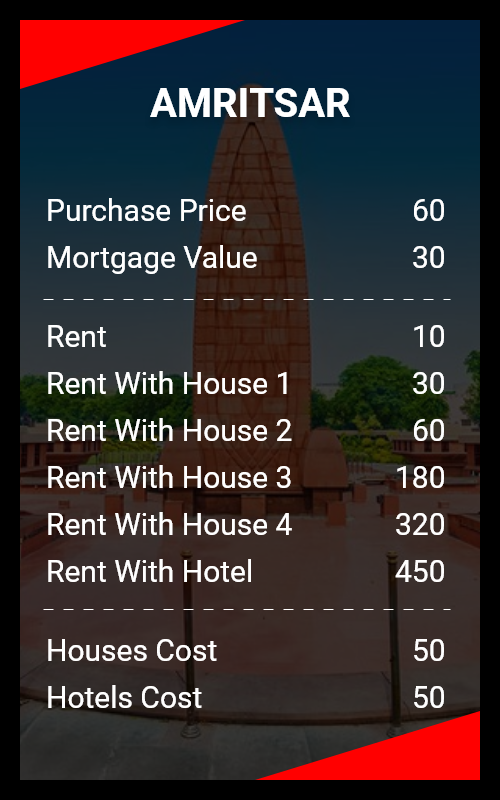 AMRITSAR
Purchase Price 60
Mortgage Value 30
Rent 10
Rent With House 1 30
Rent With House 2 60
Rent With House 3 180
Rent With House 4 320
Rent With Hotel 450
Houses Cost 50
Hotels Cost 50